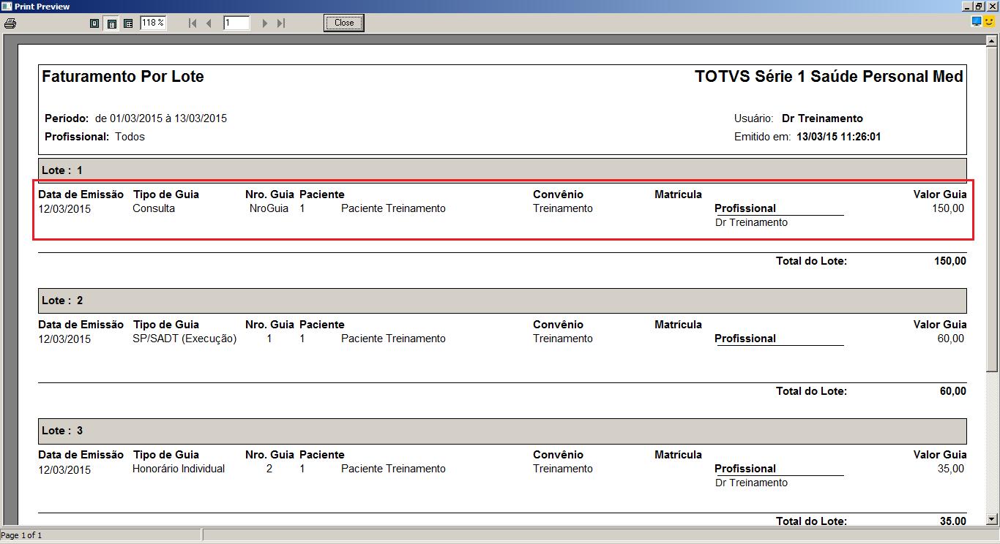 Print Preview
118 %
1
Close
Faturamento Por Lote TOTVS Série 1 Saúde Personal Med
Período: de 01/03/2015 à 13/03/2015 Usuário: Dr Treinamento
Profissional: Todos Emitido em: 13/03/15 11:26:01
Lote : 1
Data de Emissão Tipo de Guia Nro. Guia Paciente Convênio Matrícula Valor Guia
12/03/2015 Consulta NroGuia 1 Paciente Treinamento Treinamento Profissional 150,00
Dr Treinamento
Total do Lote: 150,00
Lote : 2
Data de Emissão Tipo de Guia Nro. Guia Paciente Convênio Matrícula Valor Guia
12/03/2015 SP/SADT (Execução) 1 1 Paciente Treinamento Treinamento Profissional 60,00
Total do Lote: 60,00
Lote : 3
Data de Emissão Tipo de Guia Nro. Guia Paciente Convênio Matrícula Valor Guia
12/03/2015 Honorário Individual 2 1 Paciente Treinamento Treinamento Profissional 35,00
Dr Treinamento
Total do Lote: 35,00
Page 1 of 1